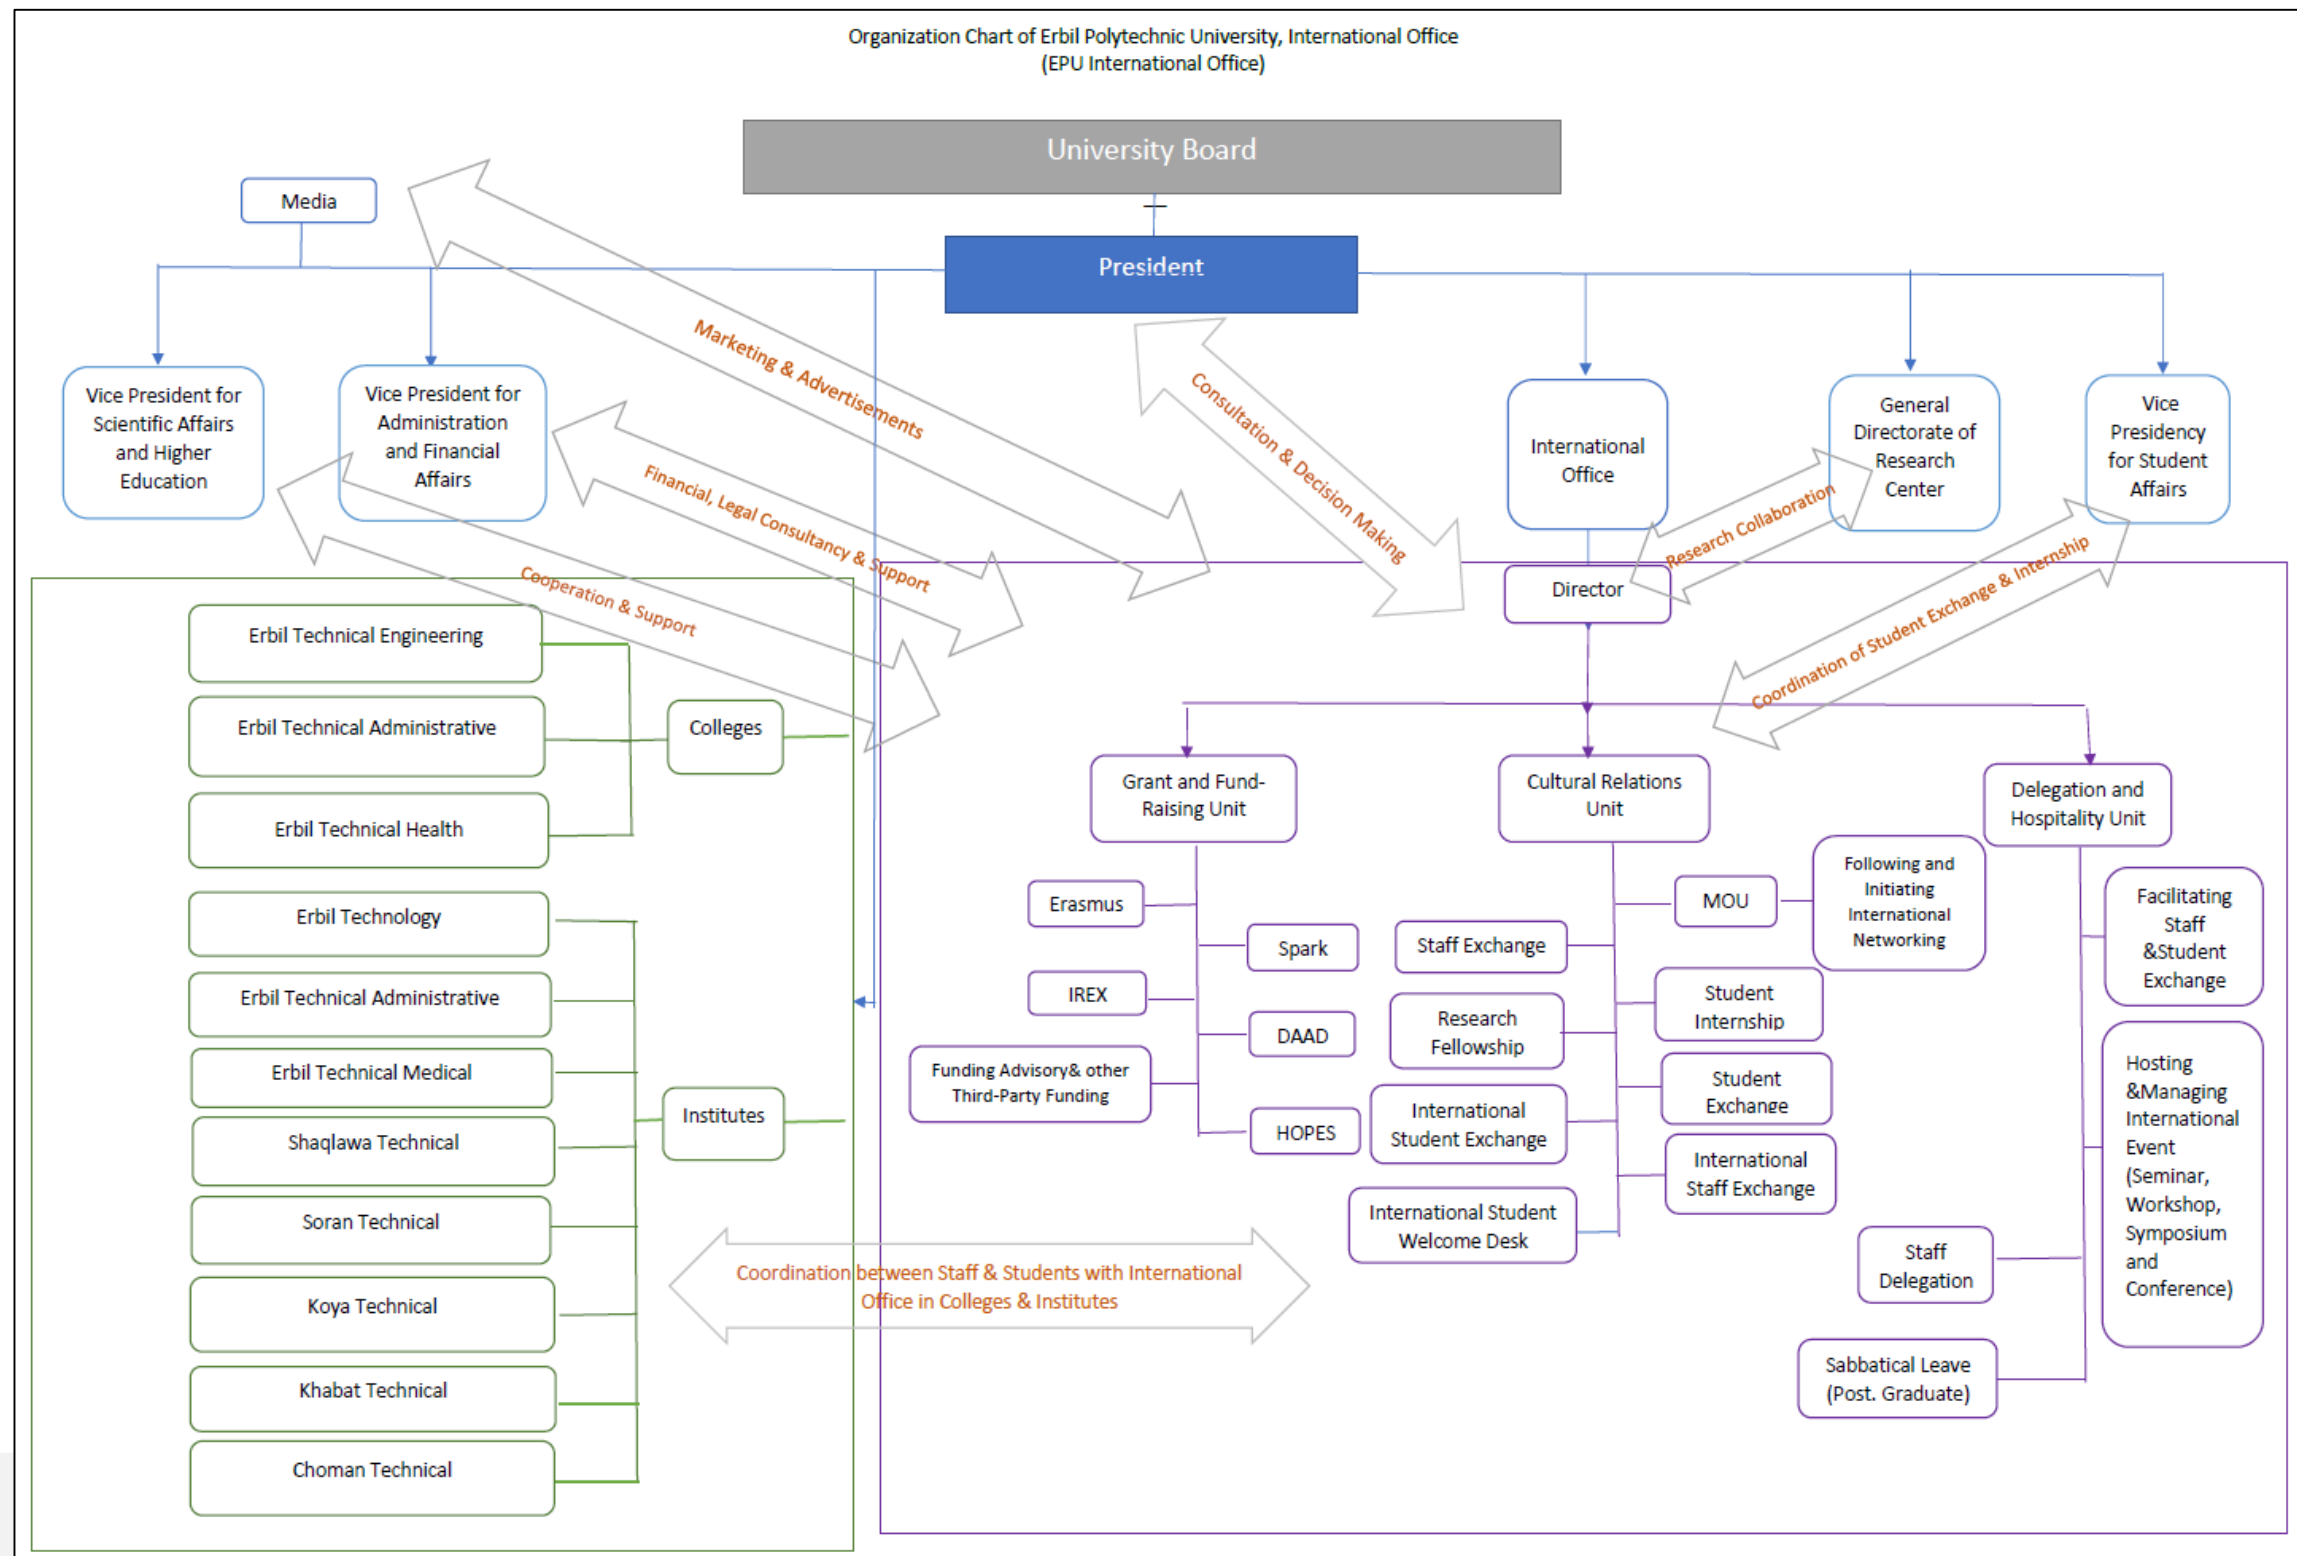 Organization Chart of Erbil Polytechnic University, International Office
(EPU International Office)
University Board
Media
President
Marketing & Advertisements
Consultation & Decision Making
Vice President for
Scientific Affairs
and Higher
Education
Vice President for
Administration
and Financial
Affairs
International
Office
General
Directorate of
Research
Center
Vice
Presidency
for Student
Affairs
Financial, Legal Consultancy & Support
Cooperation & Support
Research Collaboration
Coordination of Student Exchange & Internship
Director
Erbil Technical Engineering
Erbil Technical Administrative
Erbil Technical Health
Colleges
Erbil Technology
Erbil Technical Administrative
Erbil Technical Medical
Shaqlawa Technical
Soran Technical
Koya Technical
Khabat Technical
Choman Technical
Institutes
Grant and Fund-
Raising Unit
Erasmus
Spark
IREX
DAAD
Funding Advisory& other
Third-Party Funding
HOPES
Cultural Relations
Unit
MOU
Following and
Initiating
International
Networking
Staff Exchange
Student
Internship
Research
Fellowship
Student
Exchange
International
Student Exchange
International
Staff Exchange
International Student
Welcome Desk
Delegation and
Hospitality Unit
Facilitating
Staff
&Student
Exchange
Hosting
&Managing
International
Event
(Seminar,
Workshop,
Symposium
and
Conference)
Staff
Delegation
Sabbatical Leave
(Post. Graduate)
Coordination between Staff & Students with International
Office in Colleges & Institutes